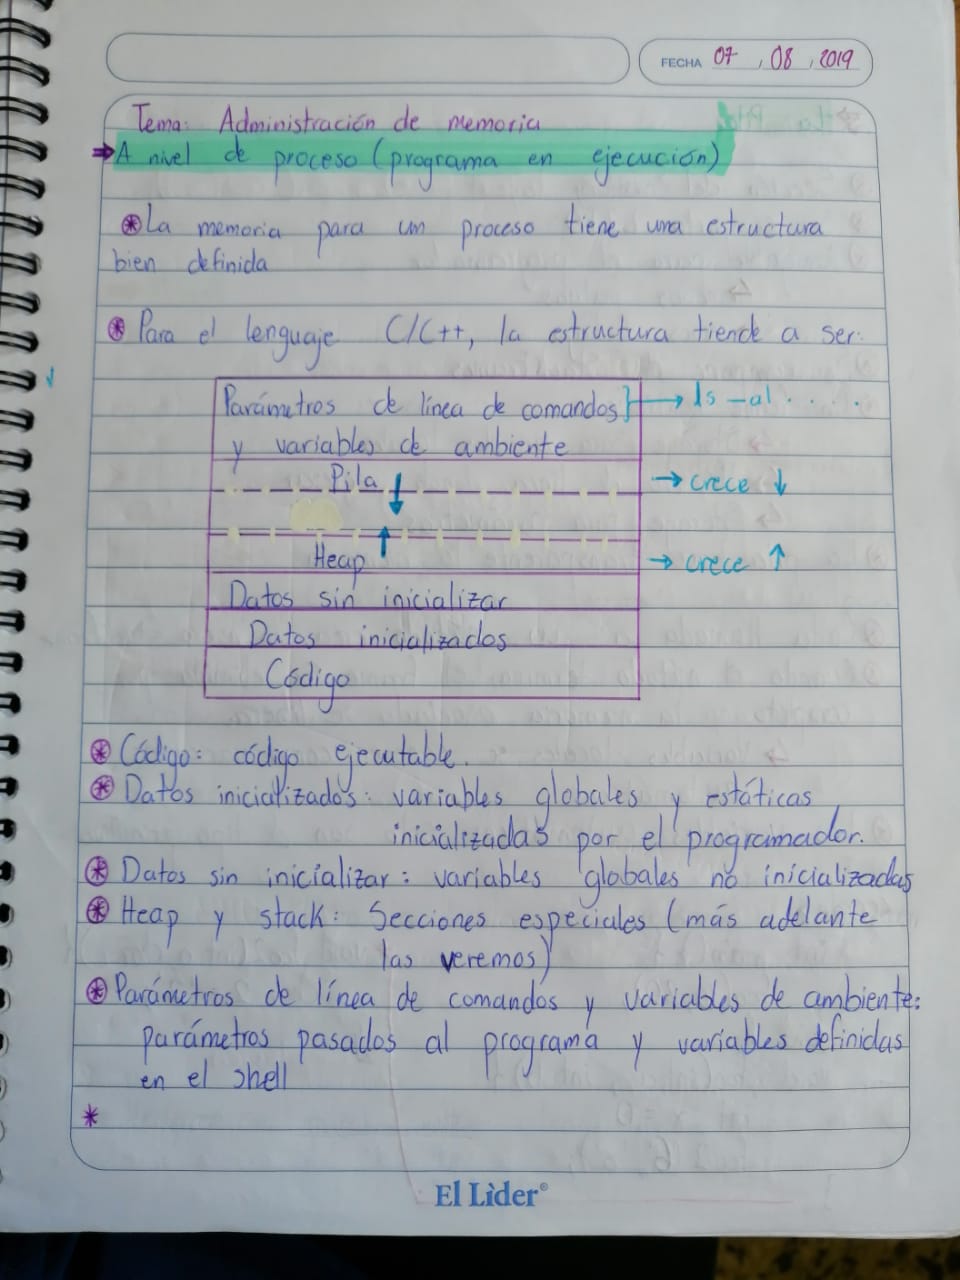 FECHA 07 , 08 , 2019
Tema: Administración de memoria
→ A nivel de proceso (programa en ejecución)
* La memoria para un proceso tiene una estructura
bien definida
* Para el lenguaje C/C++, la estructura tiende a ser:
Parámetros de línea de comandos} → ls -al . . . .
y variables de ambiente
Pila ↓ → crece ↓
Heap ↑ → crece ↑
Datos sin inicializar
Datos inicializados
Código
* Código: código ejecutable.
* Datos inicializados: variables globales y estáticas
inicializadas por el programador.
* Datos sin inicializar: variables globales no inicializadas
* Heap y stack: Secciones especiales (más adelante
las veremos)
* Parámetros de línea de comandos y variables de ambiente:
parámetros pasados al programa y variables definidas
en el shell
*
El Lìder®